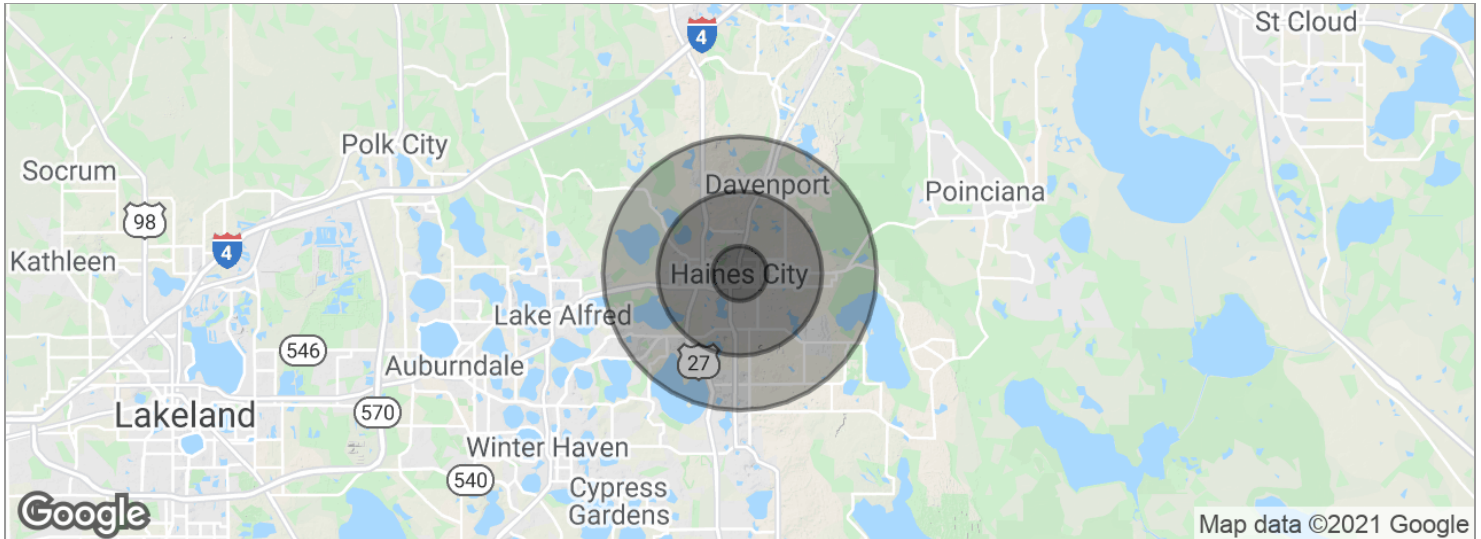 4
St Cloud
Polk City
Socrum
Davenport
Poinciana
98
4
Kathleen
Haines City
Lake Alfred
546
Auburndale
27
Lakeland
570
Winter Haven
540
Cypress
Gardens
Google
Map data ©2021 Google